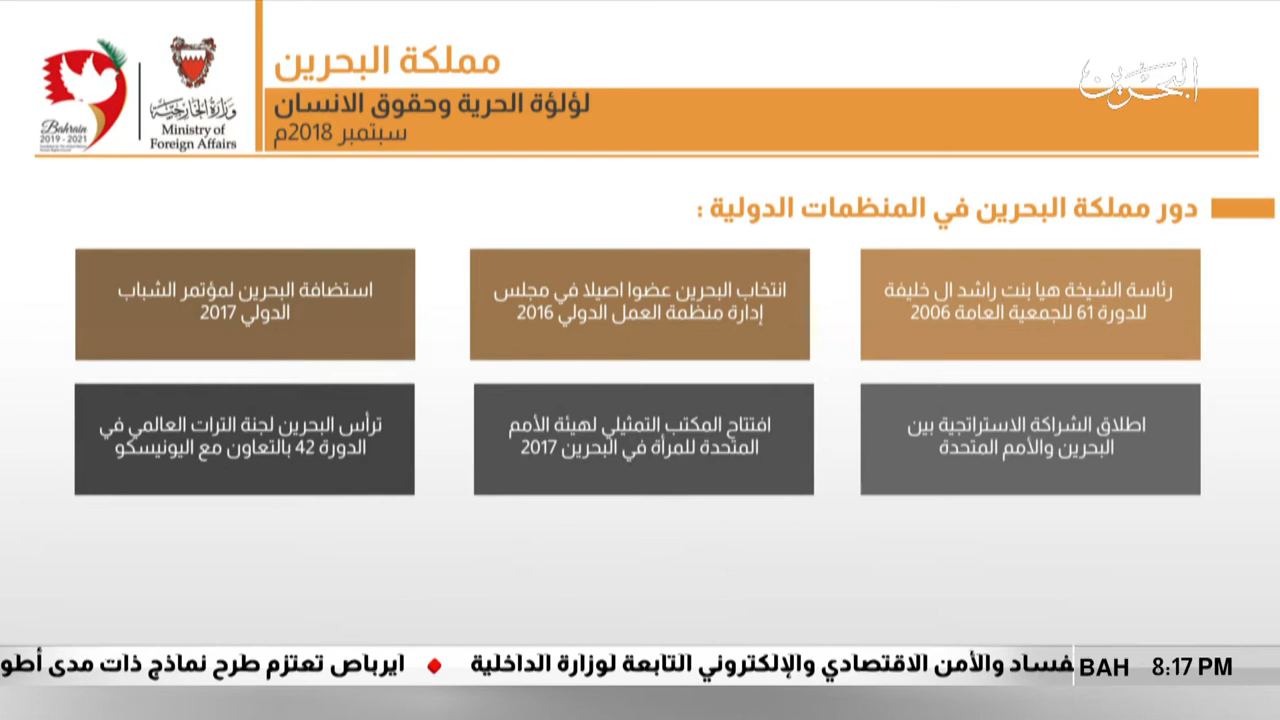 مملكة البحرين
لؤلؤة الحرية وحقوق الانسان
سبتمبر 2018م
البحرين
وزارة الخارجية
Ministry of
Foreign Affairs
Bahrain
2019 - 2021
دور مملكة البحرين في المنظمات الدولية :
رئاسة الشيخة هيا بنت راشد ال خليفة
للدورة 61 للجمعية العامة 2006
انتخاب البحرين عضوا اصيلا في مجلس
إدارة منظمة العمل الدولي 2016
استضافة البحرين لمؤتمر الشباب
الدولي 2017
اطلاق الشراكة الاستراتجية بين
البحرين والأمم المتحدة
افتتاح المكتب التمثيلي لهيئة الأمم
المتحدة للمرأة في البحرين 2017
ترأس البحرين لجنة الترات العالمي في
الدورة 42 بالتعاون مع اليونيسكو
BAH 8:17 PM
فساد والأمن الاقتصادي والإلكتروني التابعة لوزارة الداخلية ♦ ايرباص تعتزم طرح نماذج ذات مدى أطو